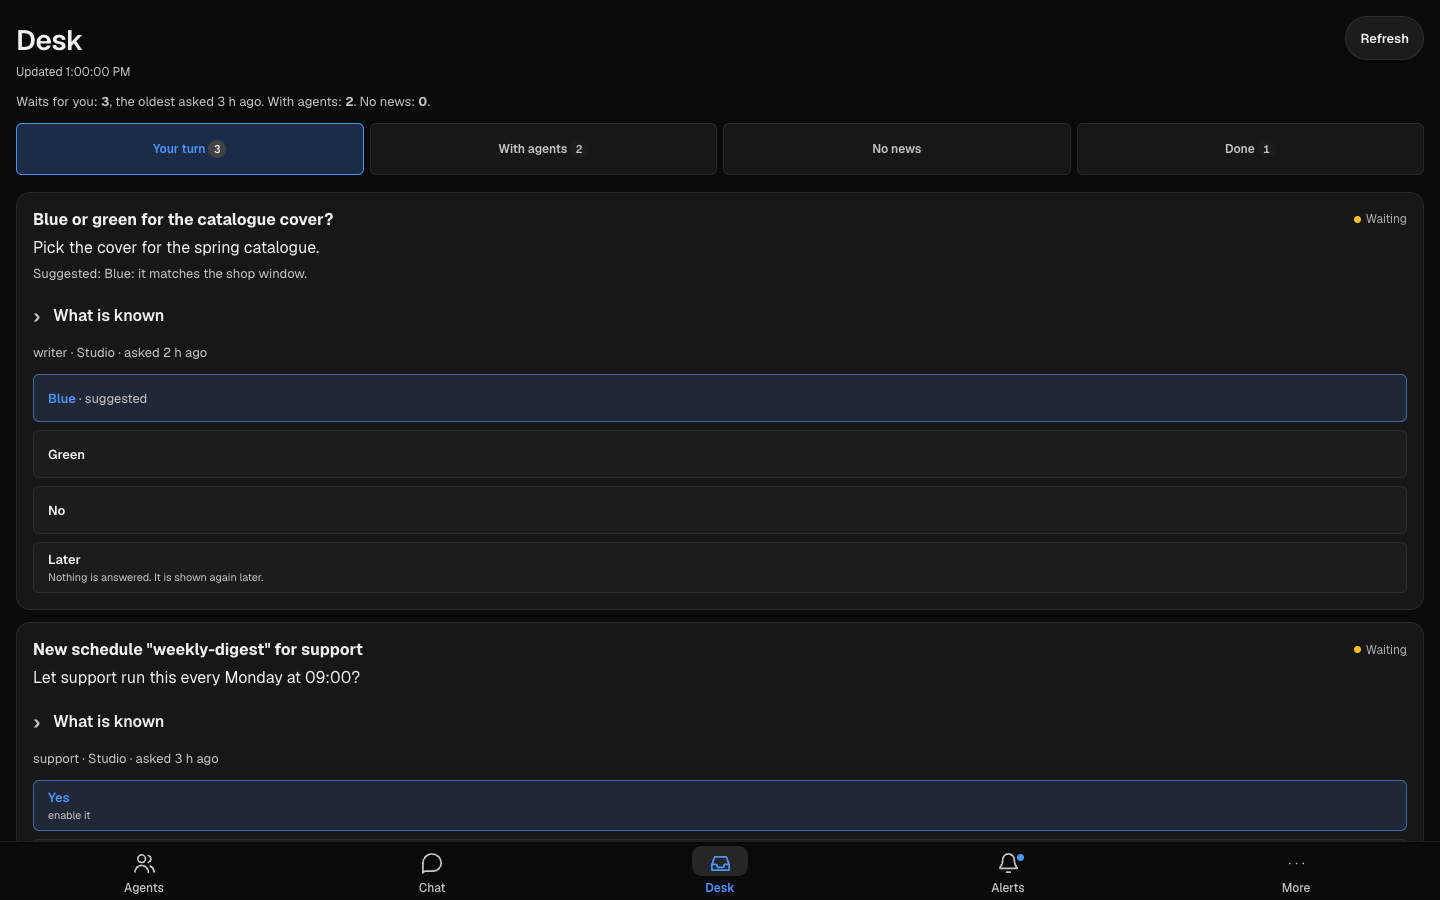 Desk
Refresh
Updated 1:00:00 PM
Waits for you: 3, the oldest asked 3 h ago. With agents: 2. No news: 0.
Your turn 3
With agents 2
No news
Done 1
Blue or green for the catalogue cover?
Waiting
Pick the cover for the spring catalogue.
Suggested: Blue: it matches the shop window.
What is known
writer · Studio · asked 2 h ago
Blue · suggested
Green
No
Later
Nothing is answered. It is shown again later.
New schedule "weekly-digest" for support
Waiting
Let support run this every Monday at 09:00?
What is known
support · Studio · asked 3 h ago
Yes
enable it
Agents
Chat
Desk
Alerts
More